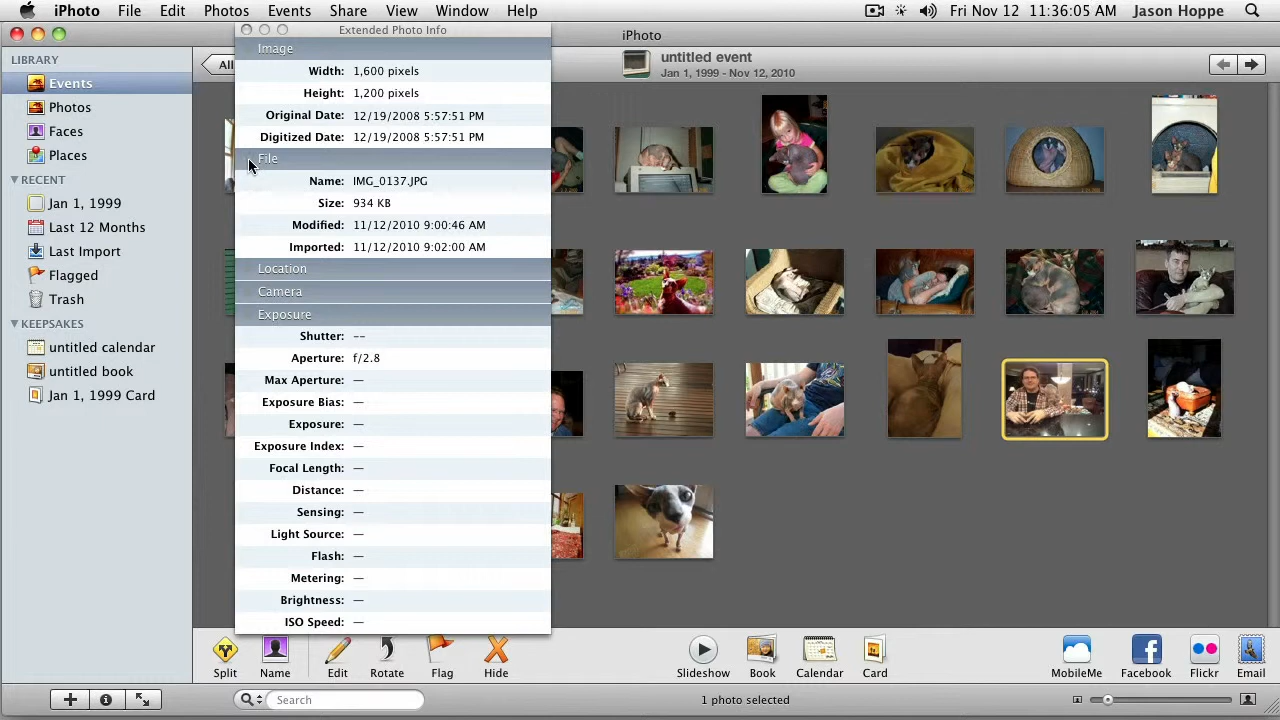 iPhoto File Edit Photos Events Share View Window Help Fri Nov 12 11:36:05 AM Jason Hoppe
Extended Photo Info
iPhoto
LIBRARY
Events
Photos
Faces
Places
RECENT
Jan 1, 1999
Last 12 Months
Last Import
Flagged
Trash
KEEPSAKES
untitled calendar
untitled book
Jan 1, 1999 Card
All
untitled event
Jan 1, 1999 - Nov 12, 2010
Image
Width: 1,600 pixels
Height: 1,200 pixels
Original Date: 12/19/2008 5:57:51 PM
Digitized Date: 12/19/2008 5:57:51 PM
File
Name: IMG_0137.JPG
Size: 934 KB
Modified: 11/12/2010 9:00:46 AM
Imported: 11/12/2010 9:02:00 AM
Location
Camera
Exposure
Shutter: --
Aperture: f/2.8
Max Aperture: —
Exposure Bias: —
Exposure: —
Exposure Index: —
Focal Length: —
Distance: —
Sensing: —
Light Source: —
Flash: —
Metering: —
Brightness: —
ISO Speed: —
Split Name Edit Rotate Flag Hide Slideshow Book Calendar Card MobileMe Facebook Flickr Email
Search
1 photo selected